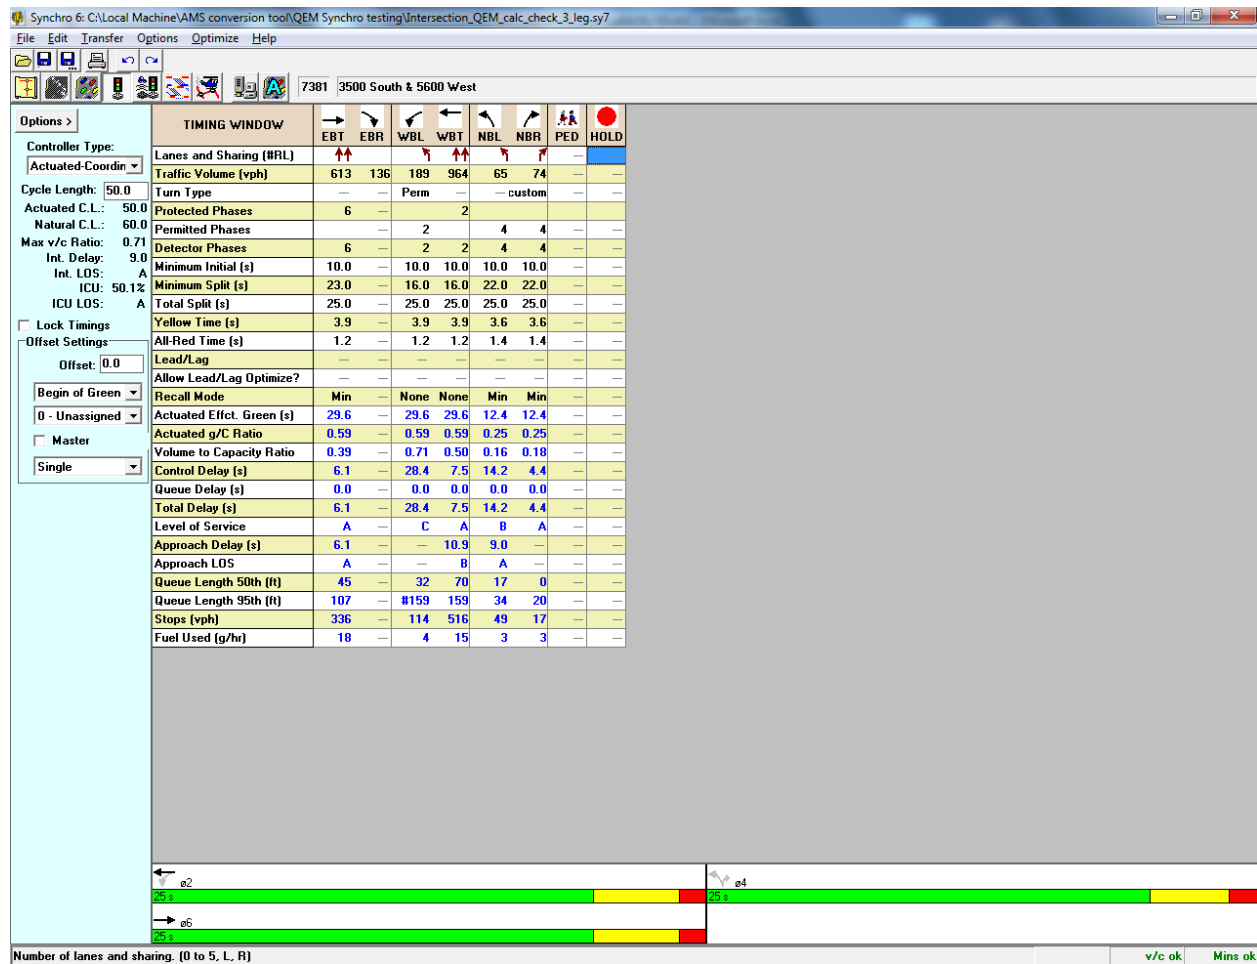 Synchro 6: C:\Local Machine\AMS conversion tool\QEM Synchro testing\Intersection_QEM_calc_check_3_leg.sy7
File Edit Transfer Options Optimize Help
7381 3500 South & 5600 West
Options >
Controller Type:
Actuated-Coordin
Cycle Length: 50.0
Actuated C.L.: 50.0
Natural C.L.: 60.0
Max v/c Ratio: 0.71
Int. Delay: 9.0
Int. LOS: A
ICU: 50.1%
ICU LOS: A
Lock Timings
Offset Settings
Offset: 0.0
Begin of Green
0 - Unassigned
Master
Single
TIMING WINDOW EBT EBR WBL WBT NBL NBR PED HOLD
Lanes and Sharing (#RL) —
Traffic Volume (vph) 613 136 189 964 65 74 — —
Turn Type — — Perm — — custom — —
Protected Phases 6 — 2 — —
Permitted Phases — 2 4 4 — —
Detector Phases 6 — 2 2 4 4 — —
Minimum Initial (s) 10.0 — 10.0 10.0 10.0 10.0 — —
Minimum Split (s) 23.0 — 16.0 16.0 22.0 22.0 — —
Total Split (s) 25.0 — 25.0 25.0 25.0 25.0 — —
Yellow Time (s) 3.9 — 3.9 3.9 3.6 3.6 — —
All-Red Time (s) 1.2 — 1.2 1.2 1.4 1.4 — —
Lead/Lag — — — — — — — —
Allow Lead/Lag Optimize? — — — — — — — —
Recall Mode Min — None None Min Min — —
Actuated Effct. Green (s) 29.6 — 29.6 29.6 12.4 12.4 — —
Actuated g/C Ratio 0.59 — 0.59 0.59 0.25 0.25 — —
Volume to Capacity Ratio 0.39 — 0.71 0.50 0.16 0.18 — —
Control Delay (s) 6.1 — 28.4 7.5 14.2 4.4 — —
Queue Delay (s) 0.0 — 0.0 0.0 0.0 0.0 — —
Total Delay (s) 6.1 — 28.4 7.5 14.2 4.4 — —
Level of Service A — C A B A — —
Approach Delay (s) 6.1 — — 10.9 9.0 — — —
Approach LOS A — — B A — — —
Queue Length 50th (ft) 45 — 32 70 17 0 — —
Queue Length 95th (ft) 107 — #159 159 34 20 — —
Stops (vph) 336 — 114 516 49 17 — —
Fuel Used (g/hr) 18 — 4 15 3 3 — —
ø2
25 s
ø4
25 s
ø6
25 s
Number of lanes and sharing. (0 to 5, L, R) v/c ok Mins ok